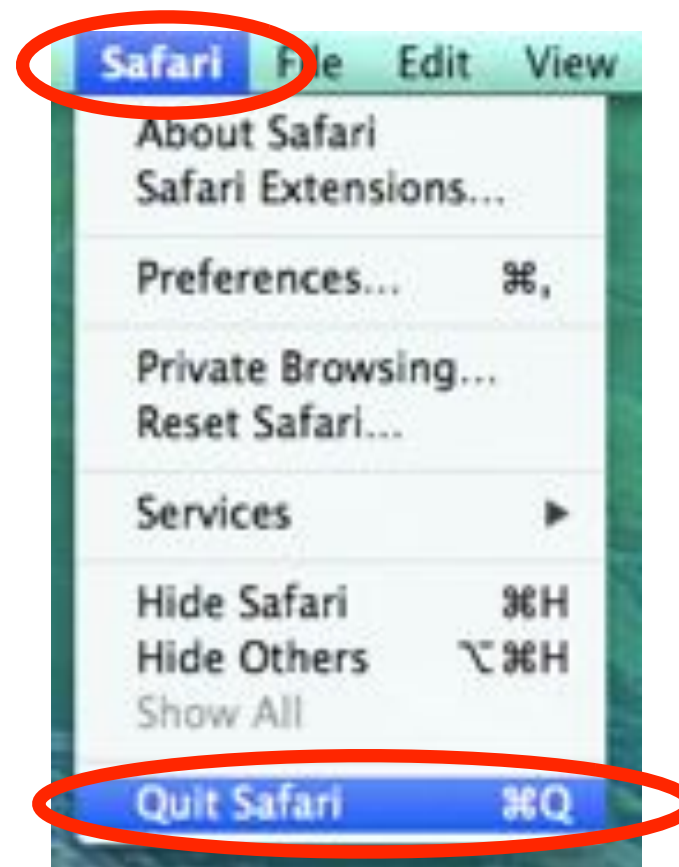 Safari File Edit View
About Safari
Safari Extensions...
Preferences... ⌘,
Private Browsing...
Reset Safari...
Services ▶
Hide Safari ⌘H
Hide Others ⌥⌘H
Show All
Quit Safari ⌘Q